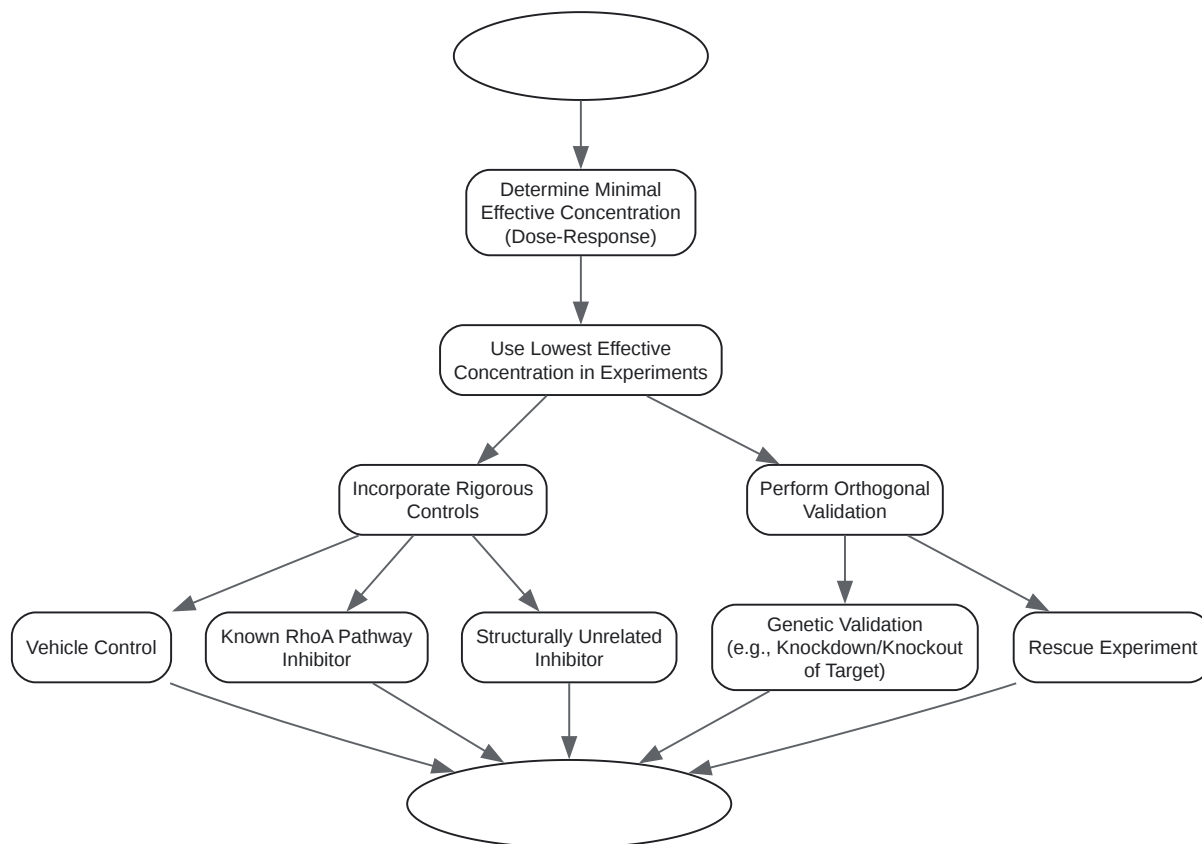 Determine Minimal
Effective Concentration
(Dose-Response)
Use Lowest Effective
Concentration in Experiments
Incorporate Rigorous
Controls
Perform Orthogonal
Validation
Vehicle Control
Known RhoA Pathway
Inhibitor
Structurally Unrelated
Inhibitor
Genetic Validation
(e.g., Knockdown/Knockout
of Target)
Rescue Experiment